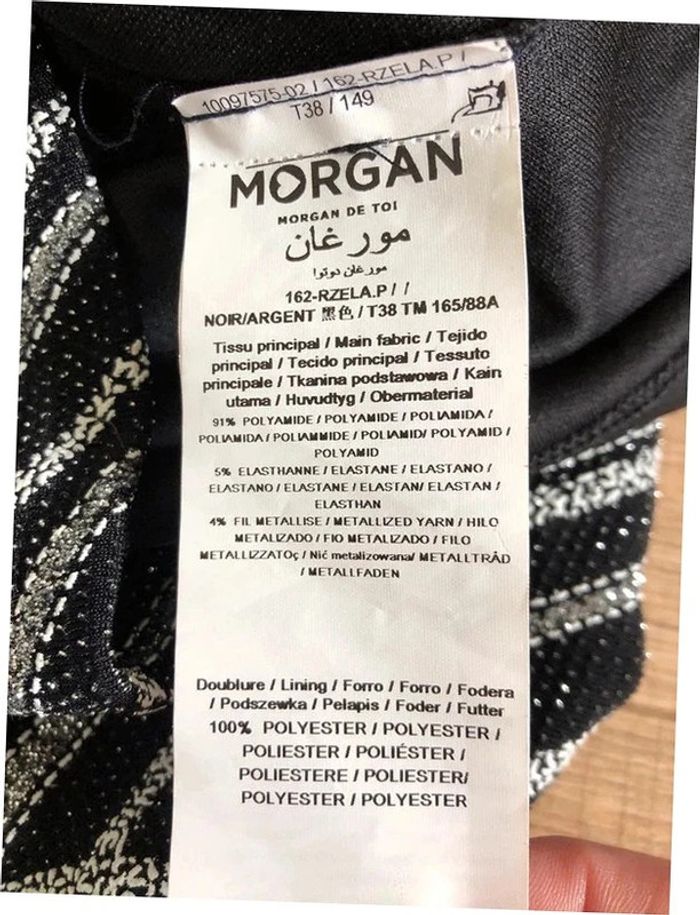 10097575-02 / 162-RZELA.P /
T38 / 149
MORGAN
MORGAN DE TOI
مورغان
مورغان دوتوا
162-RZELA.P / /
NOIR/ARGENT 黑色 / T38 TM 165/88A
Tissu principal / Main fabric / Tejido
principal / Tecido principal / Tessuto
principale / Tkanina podstawowa / Kain
utama / Huvudtyg / Obermaterial
91% POLYAMIDE / POLYAMIDE / POLIAMIDA /
POLIAMIDA / POLIAMMIDE / POLIAMID/ POLYAMID /
POLYAMID
5% ELASTHANNE / ELASTANE / ELASTANO /
ELASTANO / ELASTANE / ELASTAN/ ELASTAN /
ELASTHAN
4% FIL METALLISE / METALLIZED YARN / HILO
METALIZADO / FIO METALIZADO / FILO
METALLIZZATOç / Nić metalizowana/ METALLTRÅD
/ METALLFADEN
Doublure / Lining / Forro / Forro / Fodera
/ Podszewka / Pelapis / Foder / Futter
100% POLYESTER / POLYESTER /
POLIESTER / POLIÉSTER /
POLIESTERE / POLIESTER/
POLYESTER / POLYESTER